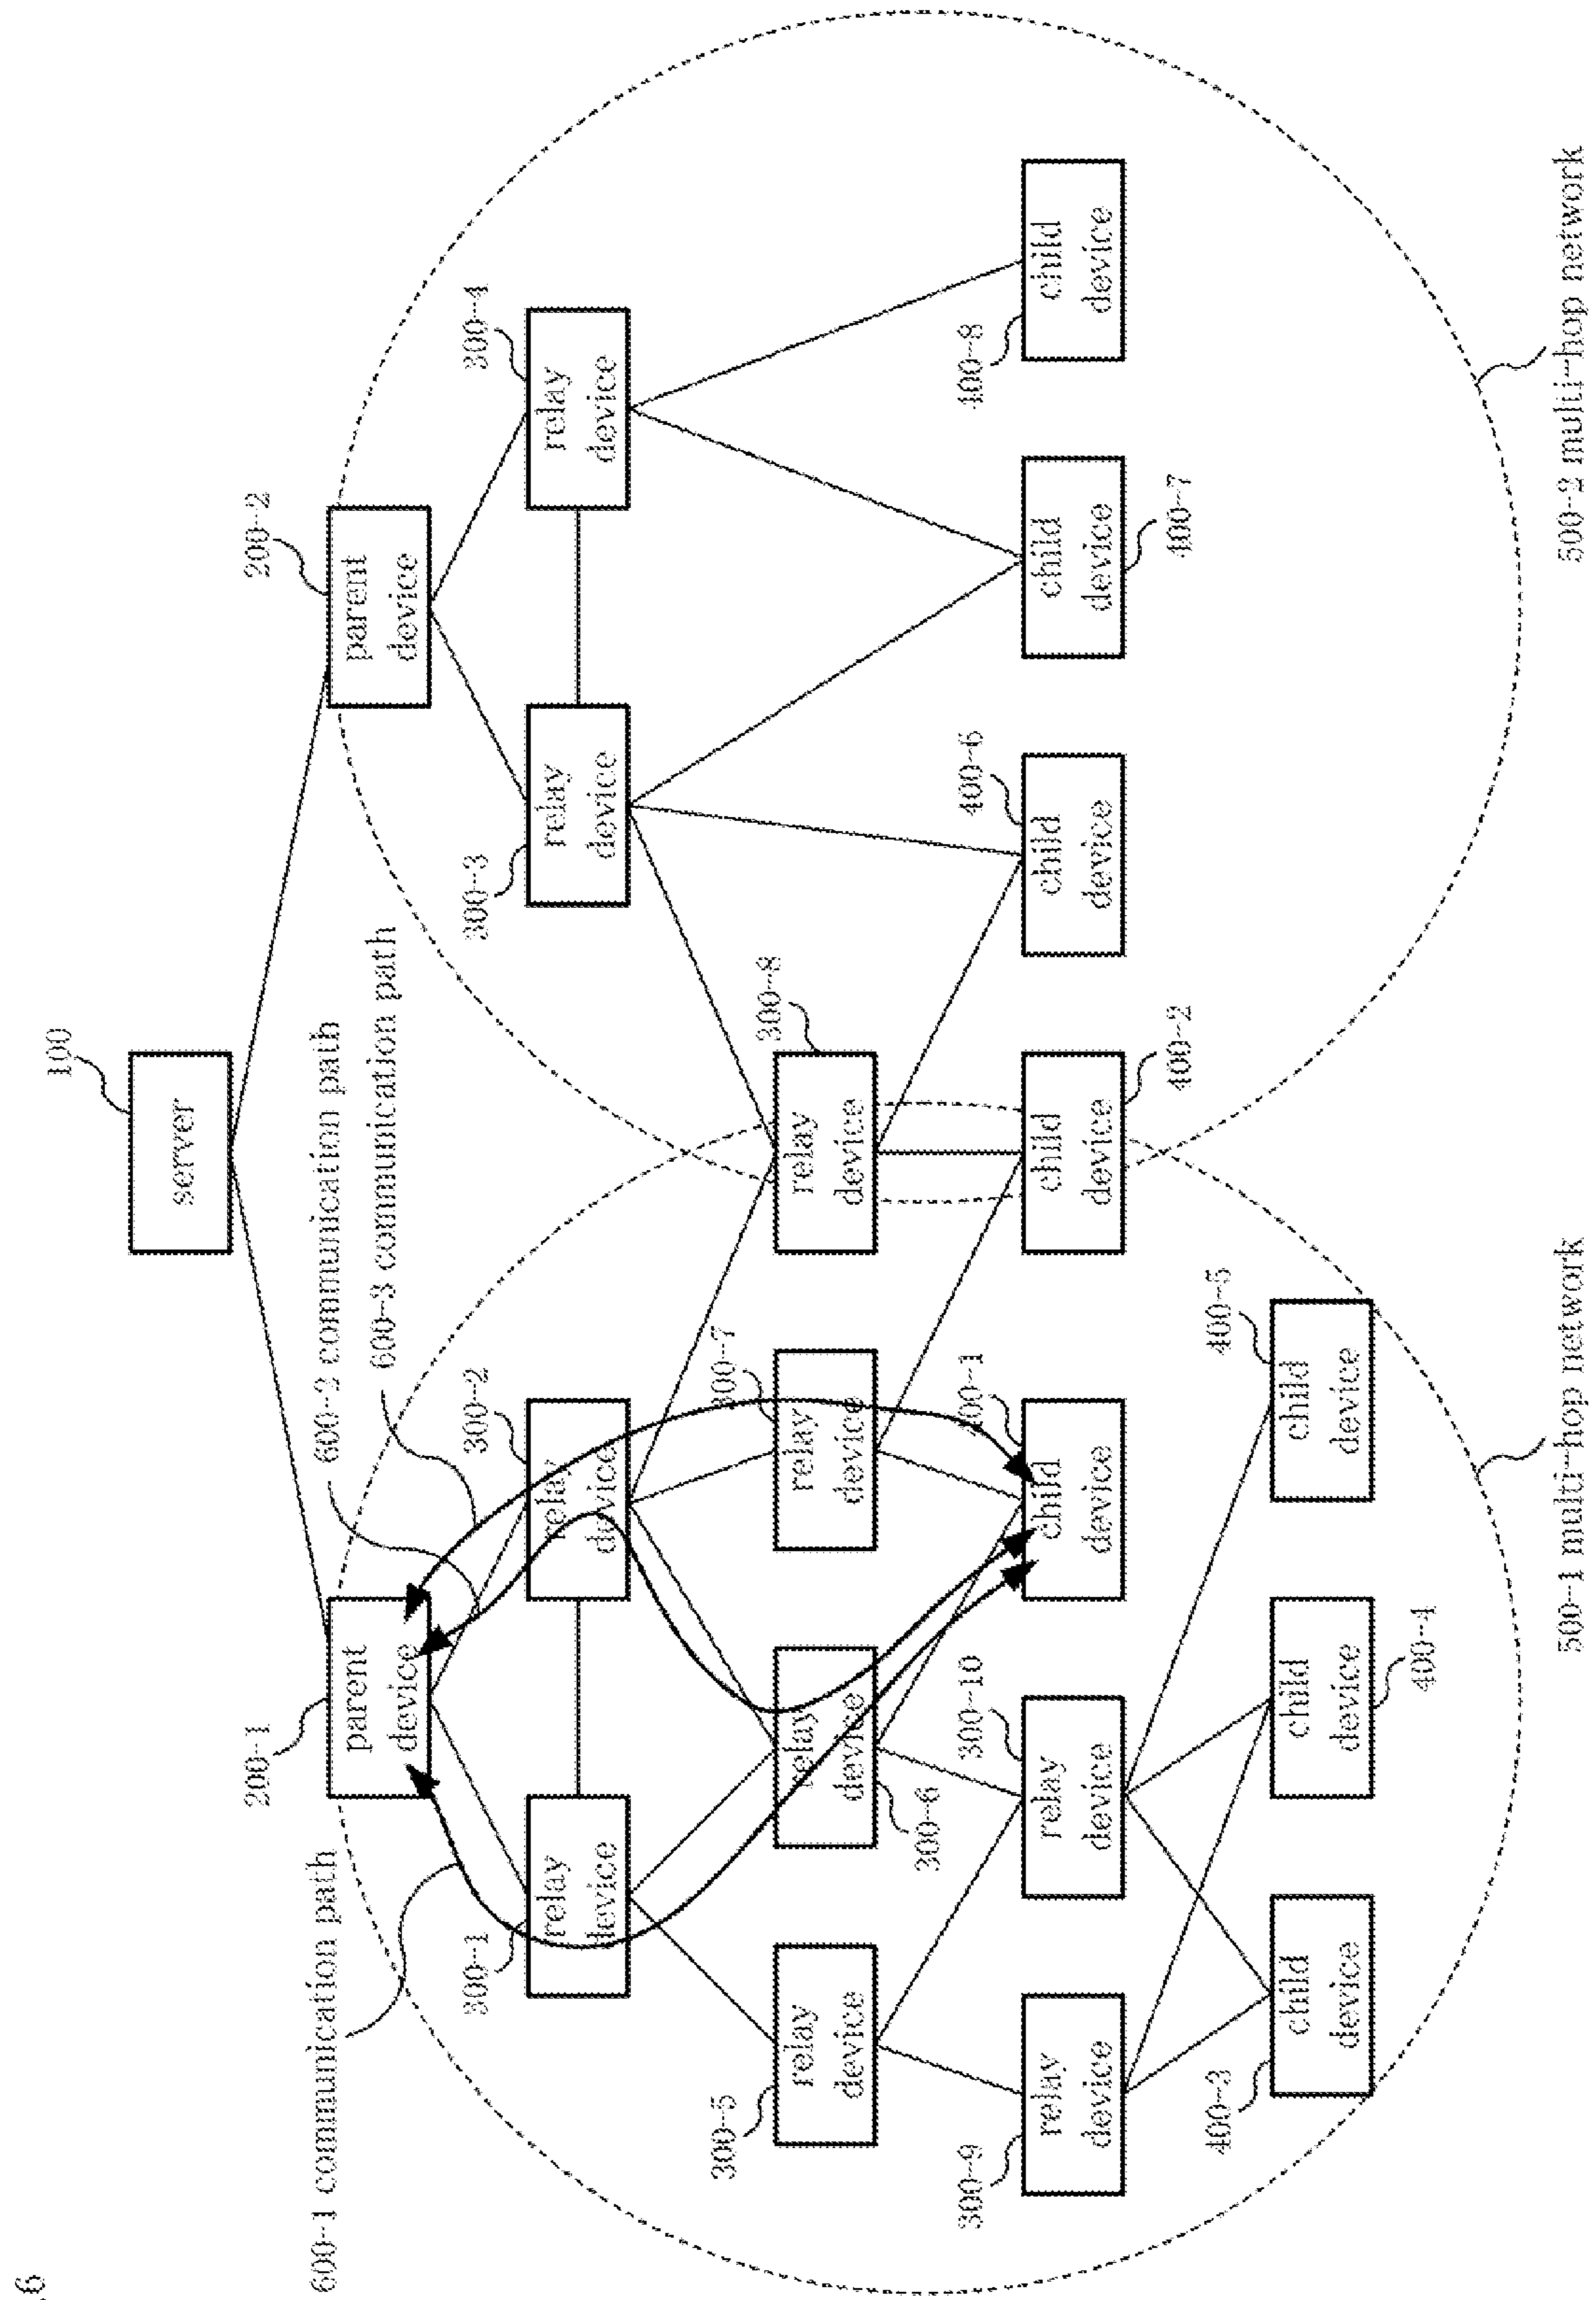 .6
100
server
600-1 communication path
200-1
parent
device
600-2 communication path
600-3 communication path
200-2
parent
device
300-1
relay
device
300-2
relay
device
300-3
relay
device
300-4
relay
device
300-5
relay
device
relay
device
300-6
300-7
relay
device
300-8
relay
device
300-9
relay
device
300-10
relay
device
400-1
child
device
child
device
400-2
400-6
child
device
child
device
400-7
400-8
child
device
400-3
child
device
child
device
400-4
400-5
child
device
500-1 multi-hop network
500-2 multi-hop network